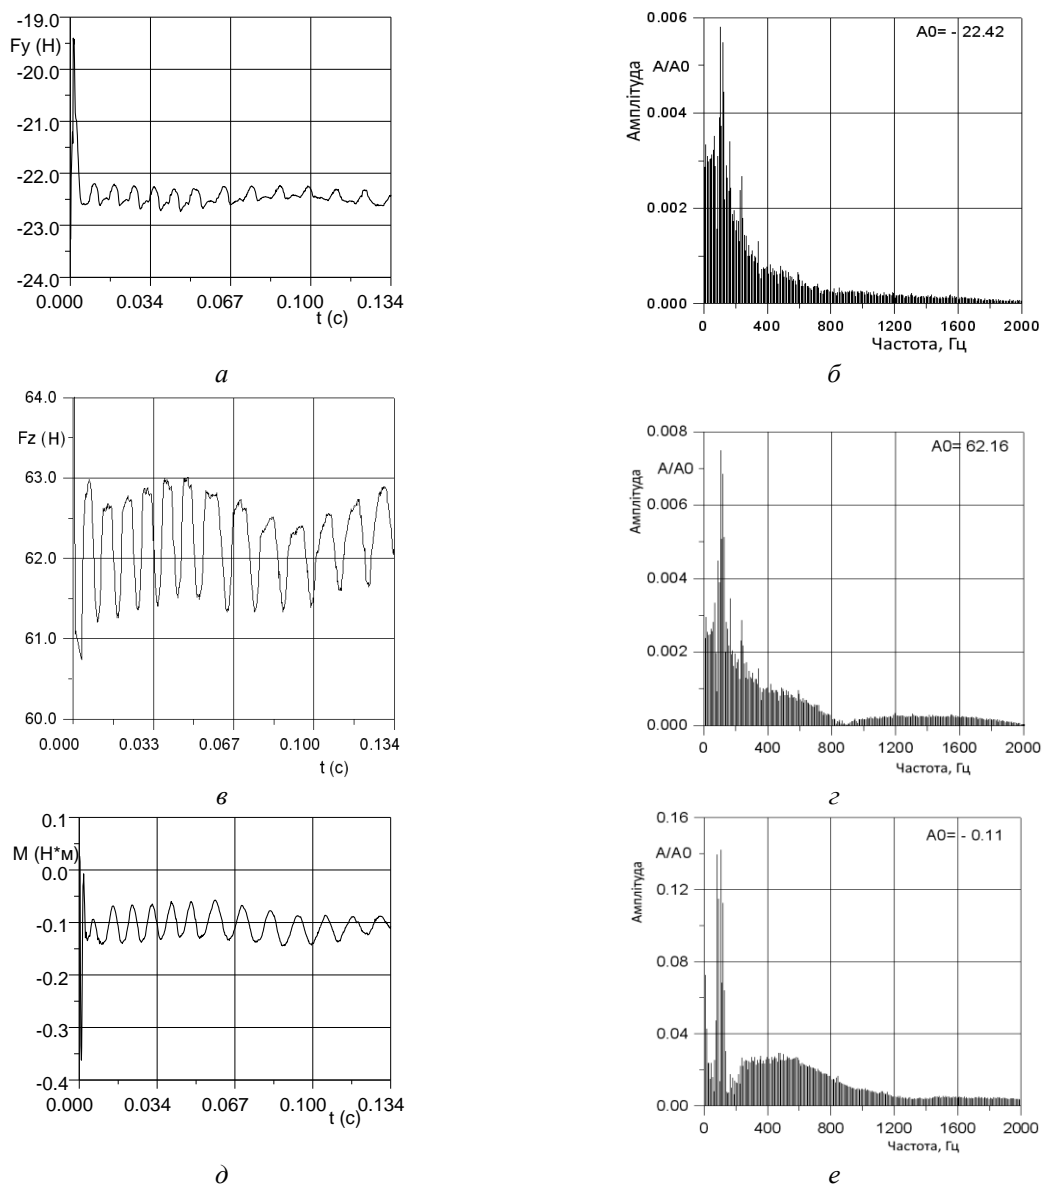 -19.0
Fy (Н)
-20.0
-21.0
-22.0
-23.0
-24.0
0.000 0.034 0.067 0.100 0.134
t (с)
а
0.006
A0= - 22.42
Амплітуда
A/A0
0.004
0.002
0.000
0 400 800 1200 1600 2000
Частота, Гц
б
64.0
Fz (Н)
63.0
62.0
61.0
60.0
0.000 0.033 0.067 0.100 0.134
t (с)
в
0.008
A0= 62.16
Амплітуда
A/A0
0.006
0.004
0.002
0.000
0 400 800 1200 1600 2000
Частота, Гц
г
0.1
М (Н*м)
0.0
-0.1
-0.2
-0.3
-0.4
0.000 0.034 0.067 0.100 0.134
t (с)
д
0.16
A0= - 0.11
Амплітуда
A/A0
0.12
0.08
0.04
0.00
0 400 800 1200 1600 2000
Частота, Гц
е